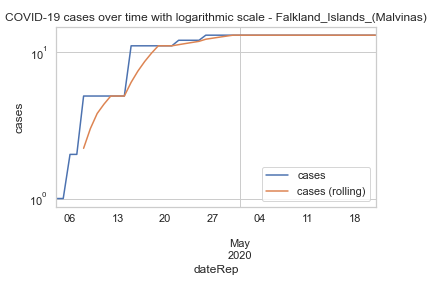 COVID-19 cases over time with logarithmic scale - Falkland_Islands_(Malvinas)
10¹
10⁰
cases
cases
cases (rolling)
06
13
20
27
04
11
18
May
2020
dateRep